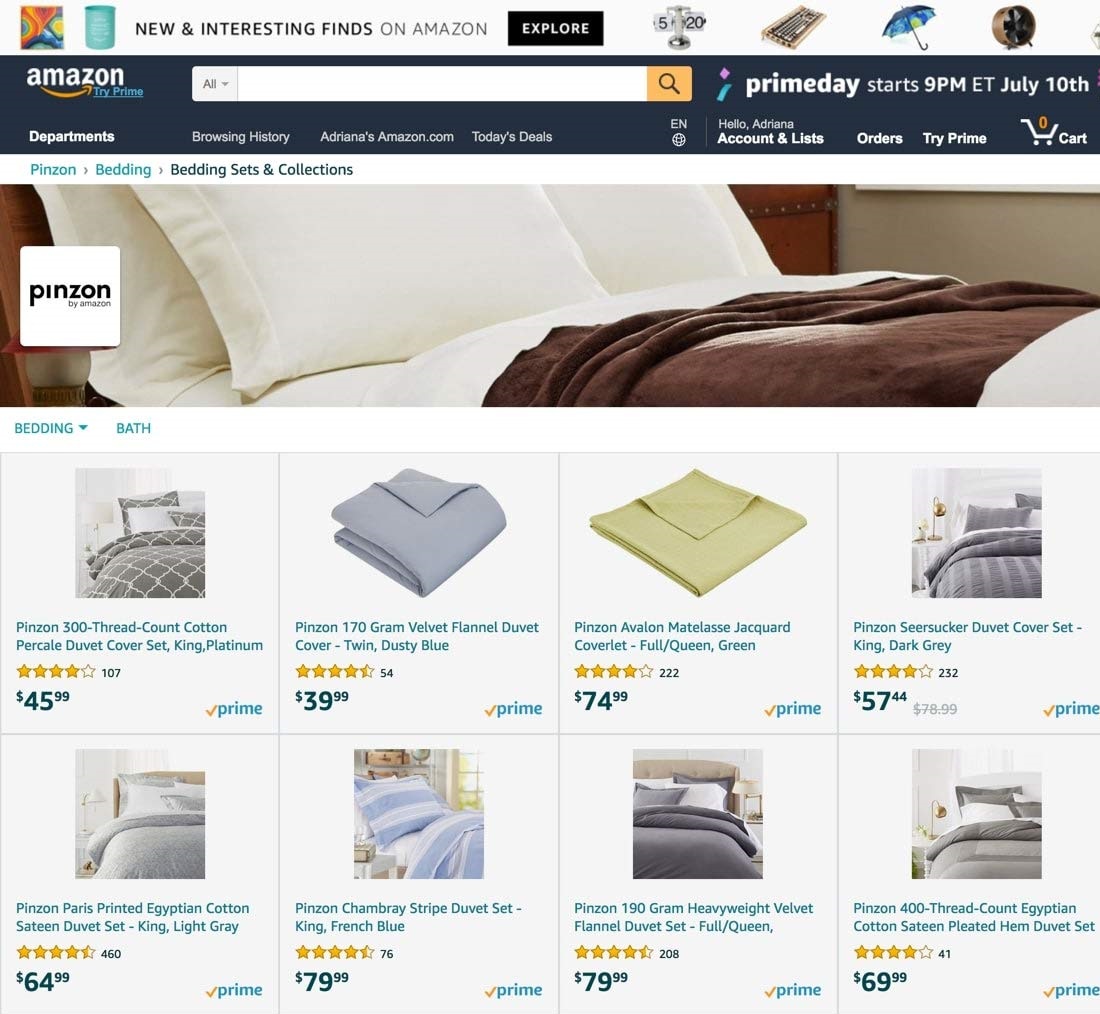 NEW & INTERESTING FINDS ON AMAZON
EXPLORE
5 20
amazon
Try Prime
All
primeday starts 9PM ET July 10th
Departments
Browsing History
Adriana's Amazon.com
Today's Deals
EN
Hello, Adriana
Account & Lists
Orders
Try Prime
0
Cart
Pinzon › Bedding › Bedding Sets & Collections
pinzon
by amazon
BEDDING
BATH
Pinzon 300-Thread-Count Cotton
Percale Duvet Cover Set, King,Platinum
107
$45.99
prime
Pinzon 170 Gram Velvet Flannel Duvet
Cover - Twin, Dusty Blue
54
$39.99
prime
Pinzon Avalon Matelasse Jacquard
Coverlet - Full/Queen, Green
222
$74.99
prime
Pinzon Seersucker Duvet Cover Set -
King, Dark Grey
232
$57.44 $78.99
prime
Pinzon Paris Printed Egyptian Cotton
Sateen Duvet Set - King, Light Gray
460
$64.99
prime
Pinzon Chambray Stripe Duvet Set -
King, French Blue
76
$79.99
prime
Pinzon 190 Gram Heavyweight Velvet
Flannel Duvet Set - Full/Queen,
208
$79.99
prime
Pinzon 400-Thread-Count Egyptian
Cotton Sateen Pleated Hem Duvet Set
41
$69.99
prime